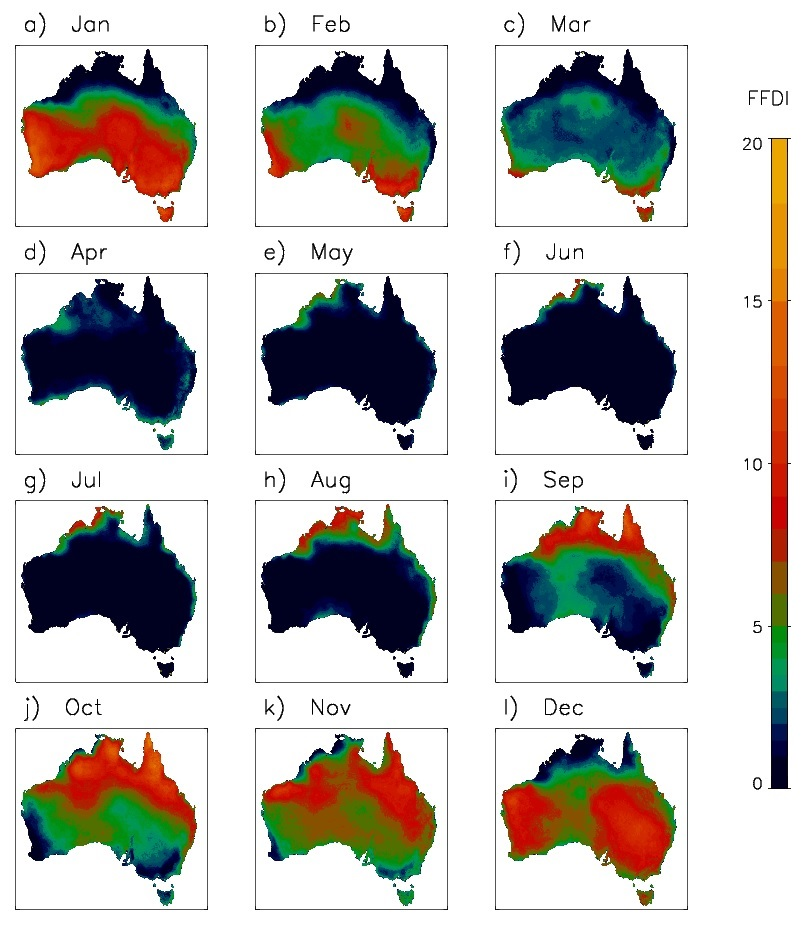 a) Jan
b) Feb
c) Mar
FFDI
20
d) Apr
e) May
f) Jun
15
10
g) Jul
h) Aug
i) Sep
5
j) Oct
k) Nov
l) Dec
0